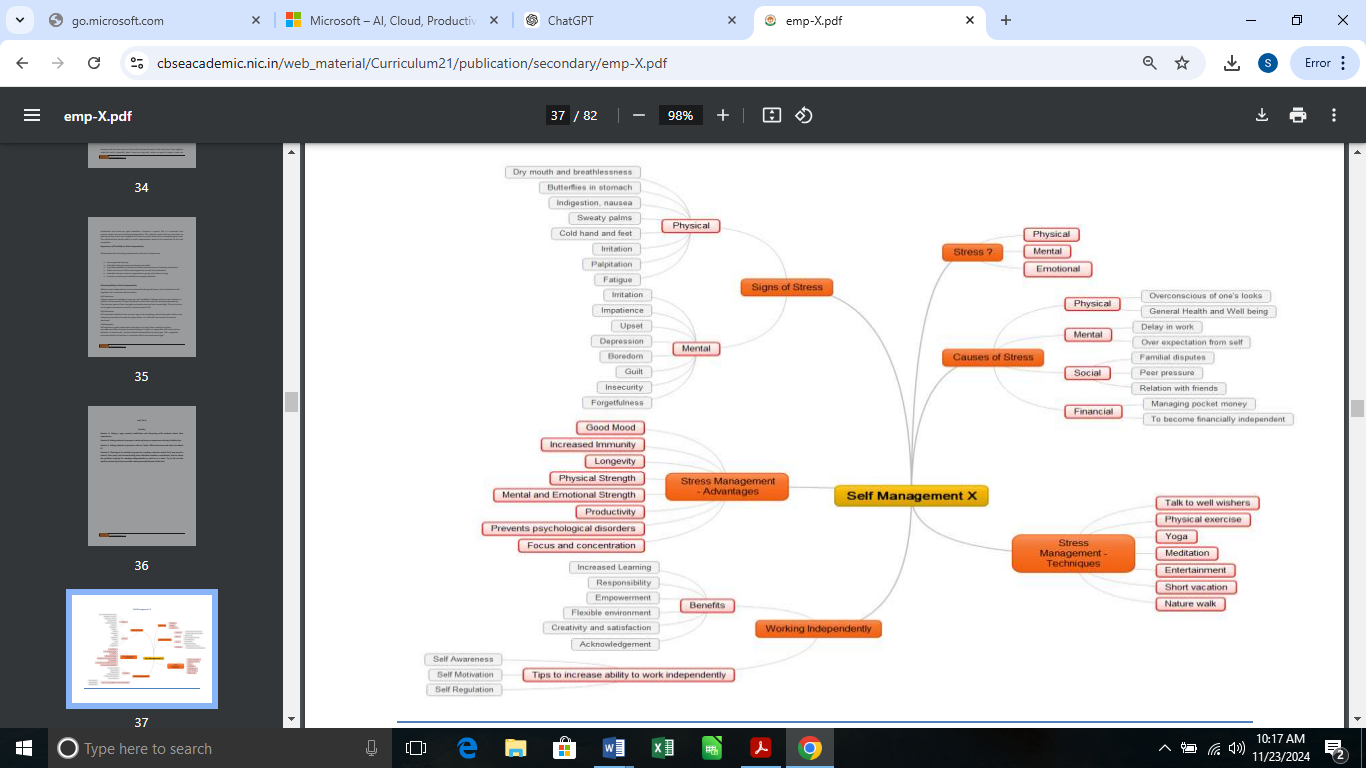 go.microsoft.com
Microsoft – AI, Cloud, Productiv
ChatGPT
emp-X.pdf
cbseacademic.nic.in/web_material/Curriculum21/publication/secondary/emp-X.pdf
S
Error
emp-X.pdf
37 / 82
98%
34
35
36
37
Dry mouth and breathlessness
Butterflies in stomach
Indigestion, nausea
Sweaty palms
Cold hand and feet
Irritation
Palpitation
Fatigue
Physical
Irritation
Impatience
Upset
Depression
Boredom
Guilt
Insecurity
Forgetfulness
Mental
Signs of Stress
Good Mood
Increased Immunity
Longevity
Physical Strength
Mental and Emotional Strength
Productivity
Prevents psychological disorders
Focus and concentration
Stress Management
- Advantages
Increased Learning
Responsibility
Empowerment
Flexible environment
Creativity and satisfaction
Acknowledgement
Benefits
Working Independently
Self Awareness
Self Motivation
Self Regulation
Tips to increase ability to work independently
Self Management X
Stress ?
Physical
Mental
Emotional
Causes of Stress
Physical
Overconscious of one's looks
General Health and Well being
Mental
Delay in work
Over expectation from self
Social
Familial disputes
Peer pressure
Relation with friends
Financial
Managing pocket money
To become financially independent
Stress
Management -
Techniques
Talk to well wishers
Physical exercise
Yoga
Meditation
Entertainment
Short vacation
Nature walk
Type here to search
10:17 AM
11/23/2024
2